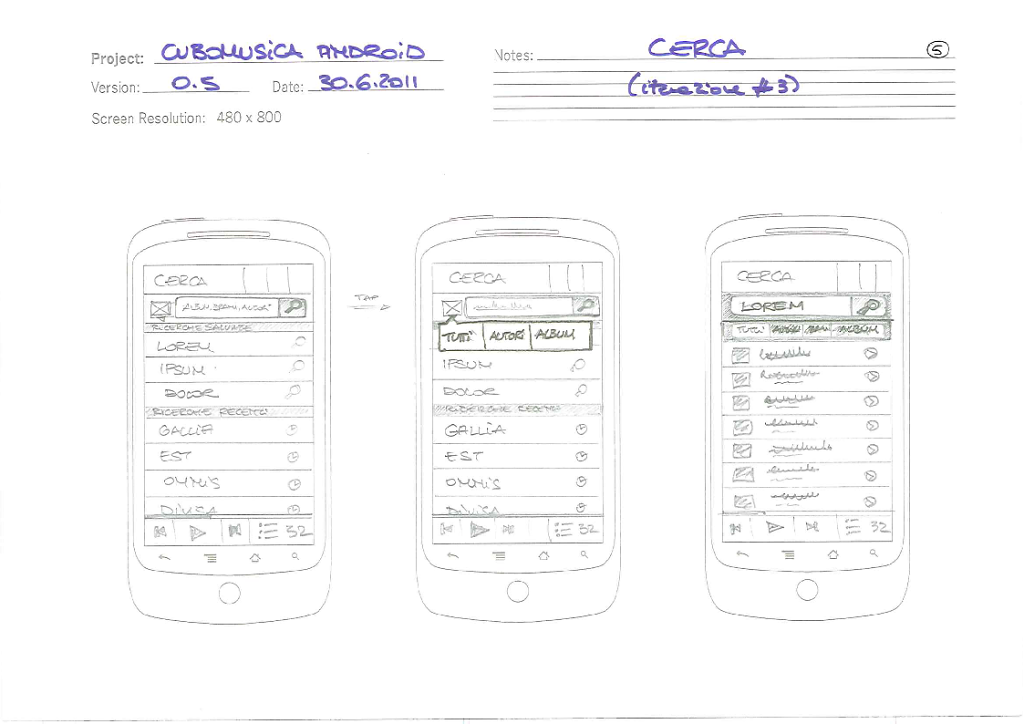 Project: CUBOMUSICA ANDROID
Version: 0.5 Date: 30.6.2011
Screen Resolution: 480 x 800
Notes: CERCA 5
(iterazione #3)
CERCA
ALBUM, BRANI, AUTORI
RICERCHE SALVATE
LOREM
IPSUM
DOLOR
RICERCHE RECENTI
GALLIA
EST
OMNIS
DIVISA
32
TAP
CERCA
TUTTI AUTORI ALBUM
IPSUM
DOLOR
RICERCHE RECENTI
GALLIA
EST
OMNIS
DIVISA
32
CERCA
LOREM
TUTTI AUTORI BRANI ALBUM
32